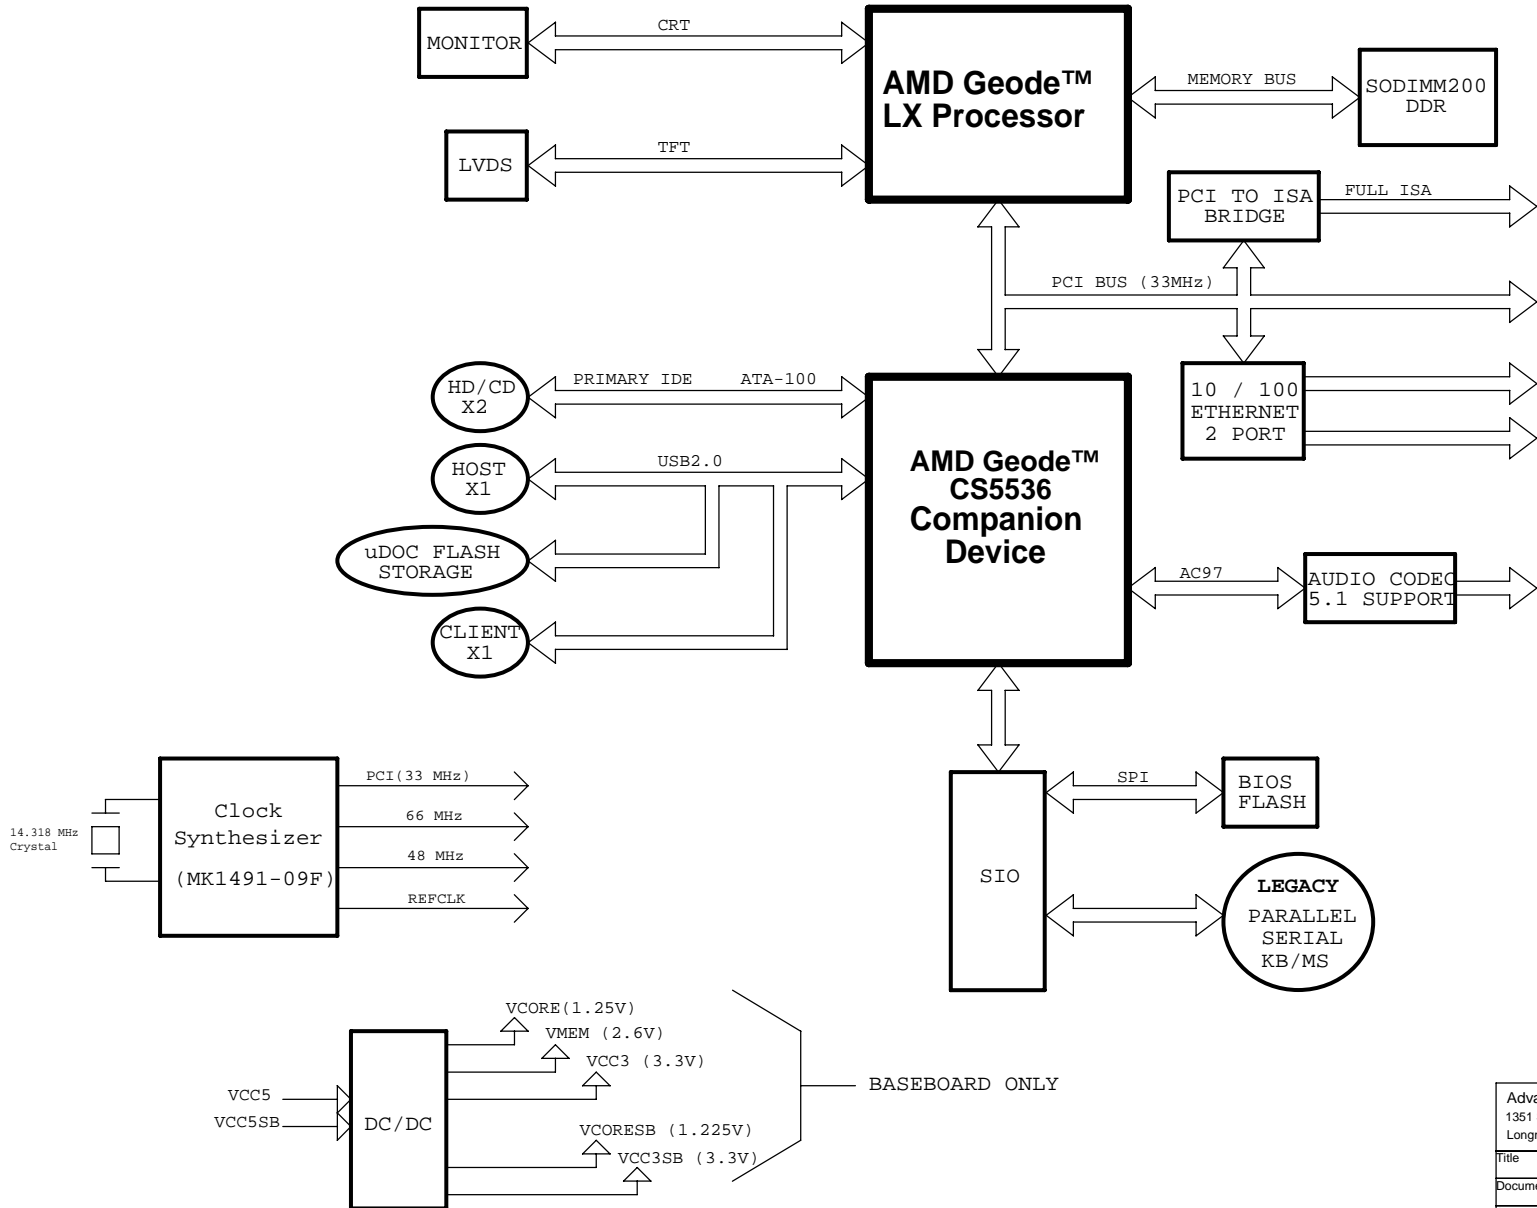 CRT
MONITOR
AMD Geode™
LX Processor
MEMORY BUS
SODIMM200
DDR
TFT
LVDS
PCI TO ISA
BRIDGE
FULL ISA
PCI BUS (33MHz)
HD/CD
X2
PRIMARY IDE ATA-100
10 / 100
ETHERNET
2 PORT
HOST
X1
USB2.0
AMD Geode™
CS5536
Companion
Device
uDOC FLASH
STORAGE
AC97
AUDIO CODEC
5.1 SUPPORT
CLIENT
X1
14.318 MHz
Crystal
Clock
Synthesizer
(MK1491-09F)
PCI(33 MHz)
66 MHz
48 MHz
REFCLK
SIO
SPI
BIOS
FLASH
LEGACY
PARALLEL
SERIAL
KB/MS
VCORE(1.25V)
VMEM (2.6V)
VCC3 (3.3V)
VCC5
VCC5SB
DC/DC
VCORESB (1.225V)
VCC3SB (3.3V)
BASEBOARD ONLY
Adva
1351
Longm
Title
Docume